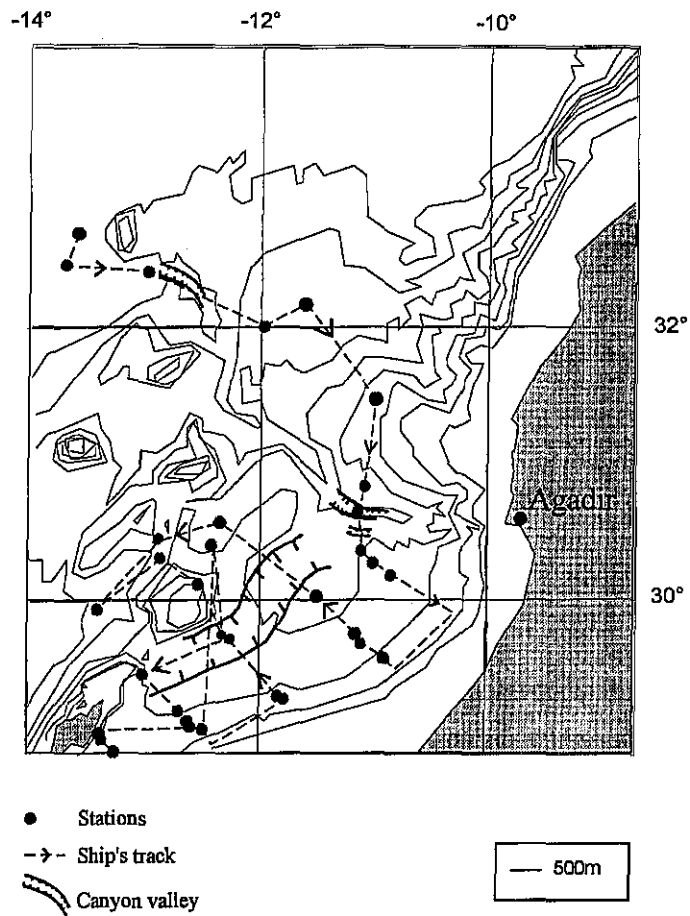 -14° -12° -10°
32°
Agadir
30°
Stations
Ship's track
Canyon valley
500m